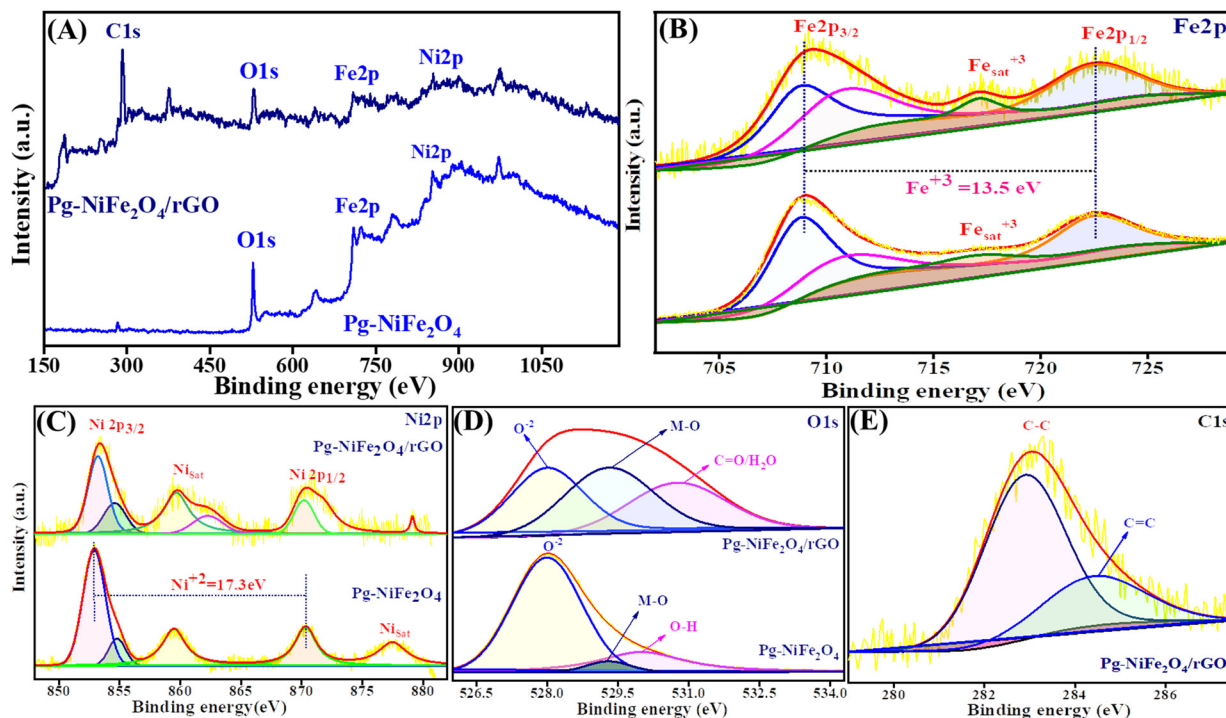 (A)
C1s
O1s
Fe2p
Ni2p
Pg-NiFe₂O₄/rGO
O1s
Fe2p
Ni2p
Pg-NiFe₂O₄
Intensity (a.u.)
150 300 450 600 750 900 1050
Binding energy (eV)
(B)
Fe2p
Fe2p₃/₂
Feₛₐₜ⁺³
Fe2p₁/₂
Fe⁺³ =13.5 eV
Feₛₐₜ⁺³
Intensity (a.u.)
705 710 715 720 725
Binding energy (eV)
(C)
Ni2p
Ni 2p₃/₂
Pg-NiFe₂O₄/rGO
Ni_Sat
Ni 2p₁/₂
Ni⁺²=17.3eV
Pg-NiFe₂O₄
Ni_Sat
Intensity (a.u.)
850 855 860 865 870 875 880
Binding energy(eV)
(D)
O1s
O⁻²
M-O
C=O/H₂O
Pg-NiFe₂O₄/rGO
O⁻²
M-O
O-H
Pg-NiFe₂O₄
526.5 528.0 529.5 531.0 532.5 534.0
Binding energy (eV)
(E)
C1s
C-C
C=C
Pg-NiFe₂O₄/rGO
280 282 284 286
Binding energy (eV)